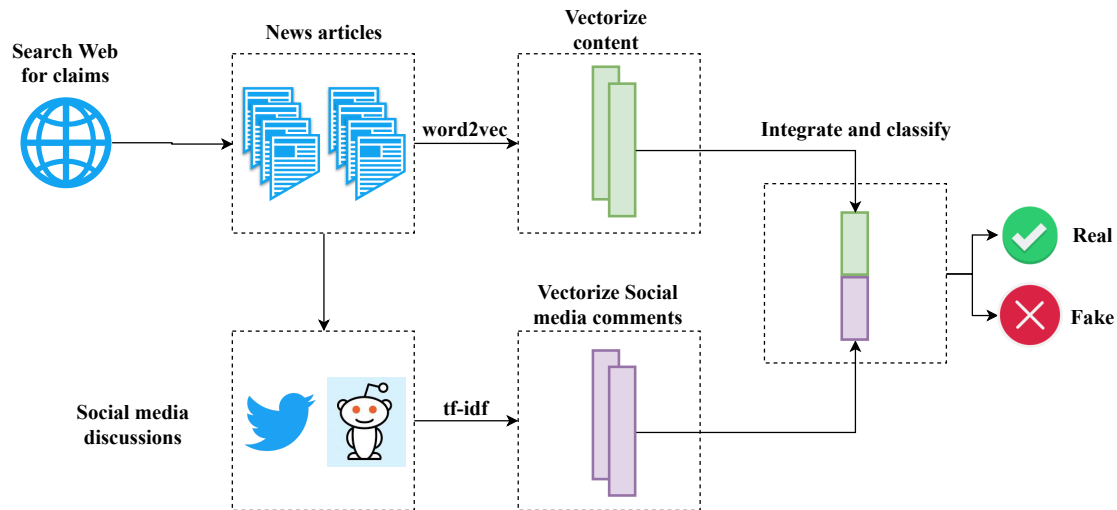 Search Web
for claims
News articles
word2vec
Vectorize
content
Integrate and classify
Real
Fake
Social media
discussions
tf-idf
Vectorize Social
media comments